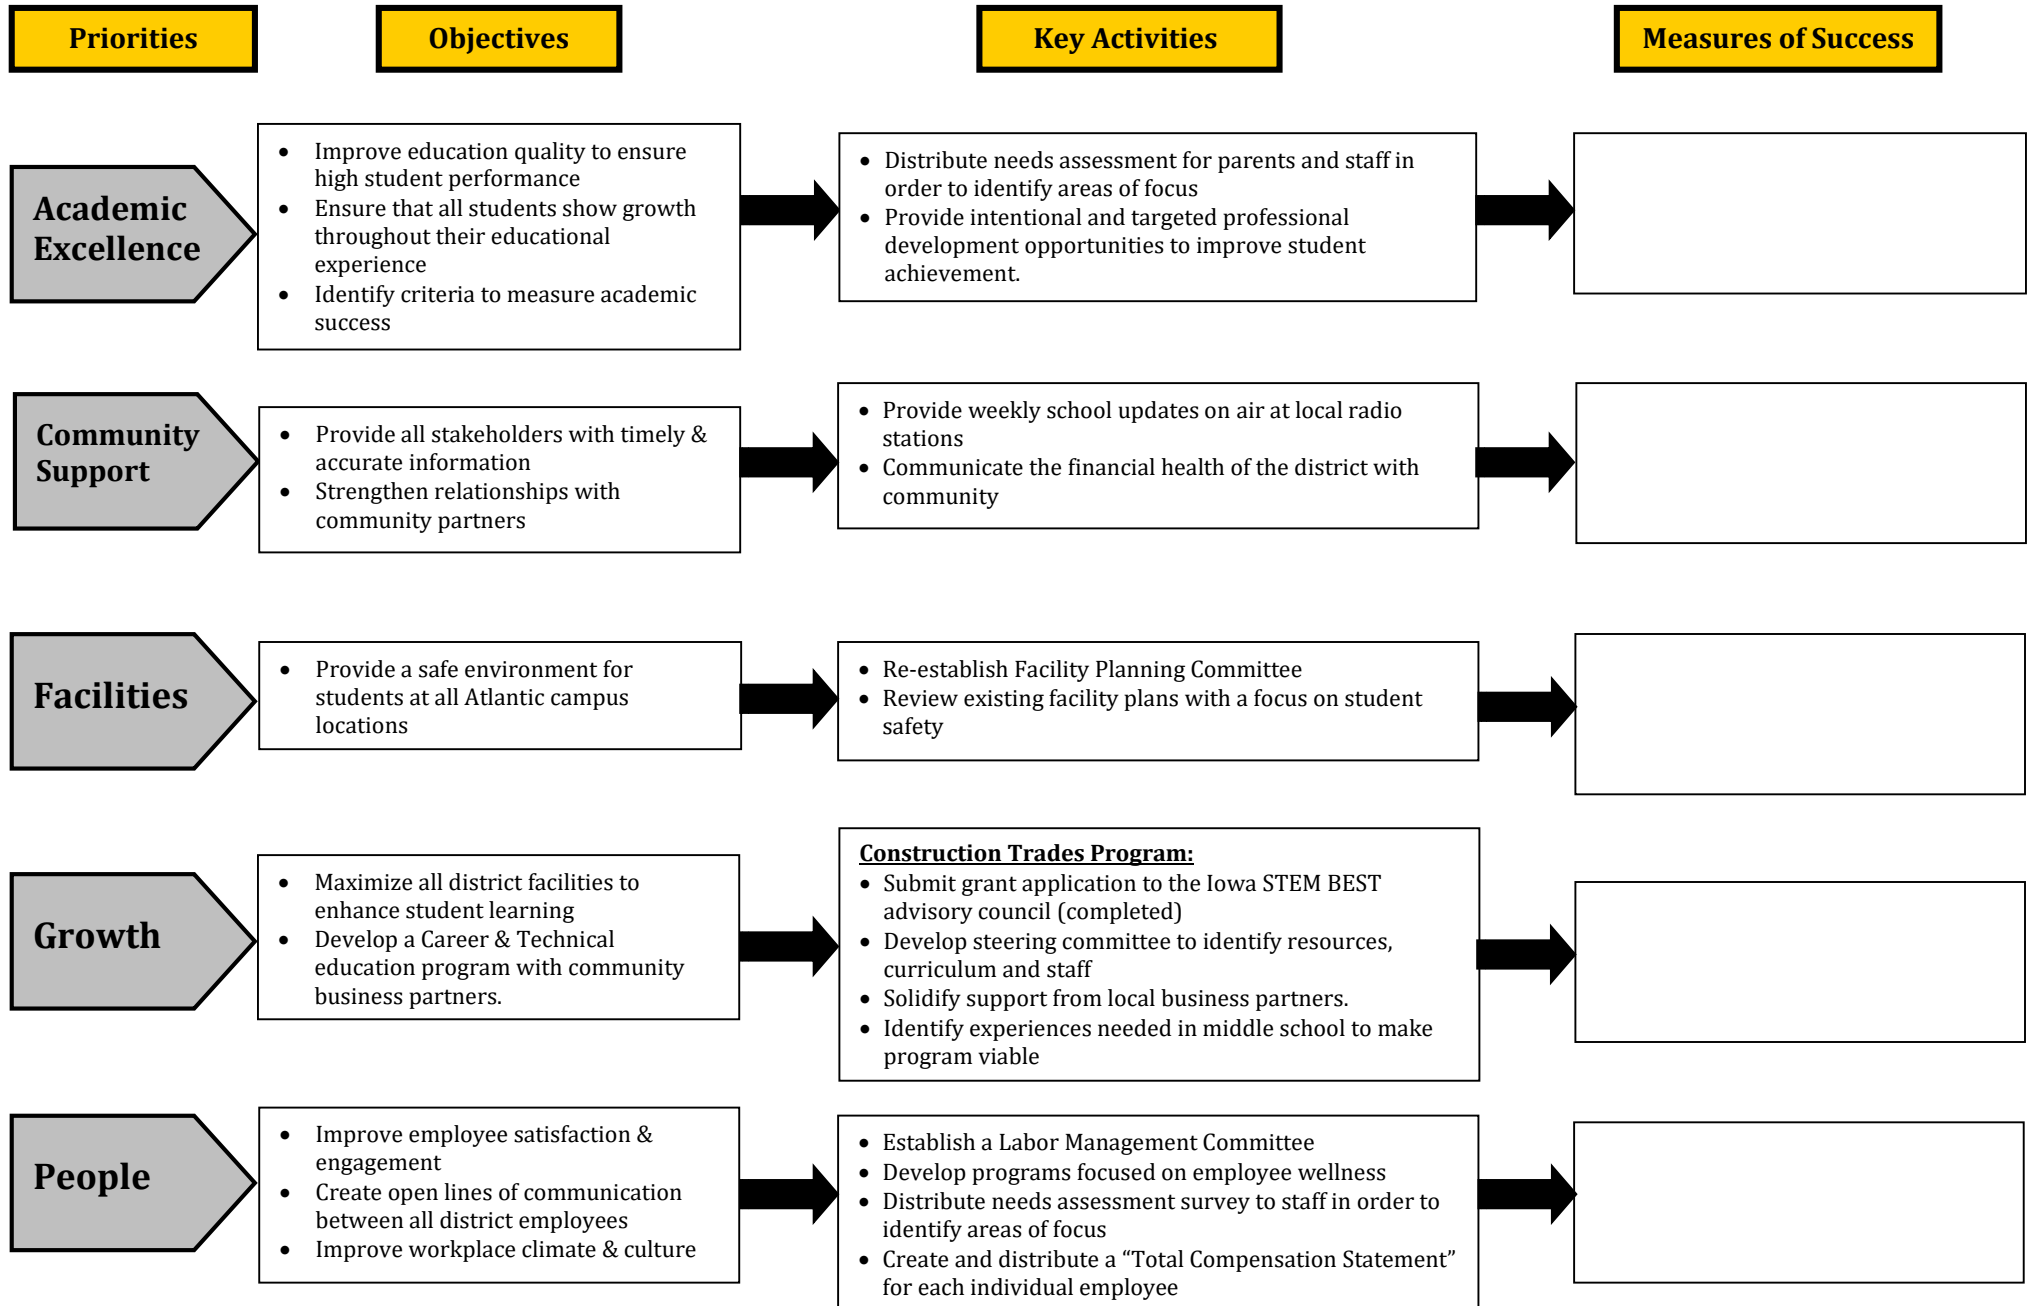 Priorities
Objectives
Key Activities
Measures of Success
Academic
Excellence
• Improve education quality to ensure
high student performance
• Ensure that all students show growth
throughout their educational
experience
• Identify criteria to measure academic
success
• Distribute needs assessment for parents and staff in
order to identify areas of focus
• Provide intentional and targeted professional
development opportunities to improve student
achievement.
Community
Support
• Provide all stakeholders with timely &
accurate information
• Strengthen relationships with
community partners
• Provide weekly school updates on air at local radio
stations
• Communicate the financial health of the district with
community
Facilities
• Provide a safe environment for
students at all Atlantic campus
locations
• Re-establish Facility Planning Committee
• Review existing facility plans with a focus on student
safety
Growth
• Maximize all district facilities to
enhance student learning
• Develop a Career & Technical
education program with community
business partners.
Construction Trades Program:
• Submit grant application to the Iowa STEM BEST
advisory council (completed)
• Develop steering committee to identify resources,
curriculum and staff
• Solidify support from local business partners.
• Identify experiences needed in middle school to make
program viable
People
• Improve employee satisfaction &
engagement
• Create open lines of communication
between all district employees
• Improve workplace climate & culture
• Establish a Labor Management Committee
• Develop programs focused on employee wellness
• Distribute needs assessment survey to staff in order to
identify areas of focus
• Create and distribute a “Total Compensation Statement”
for each individual employee